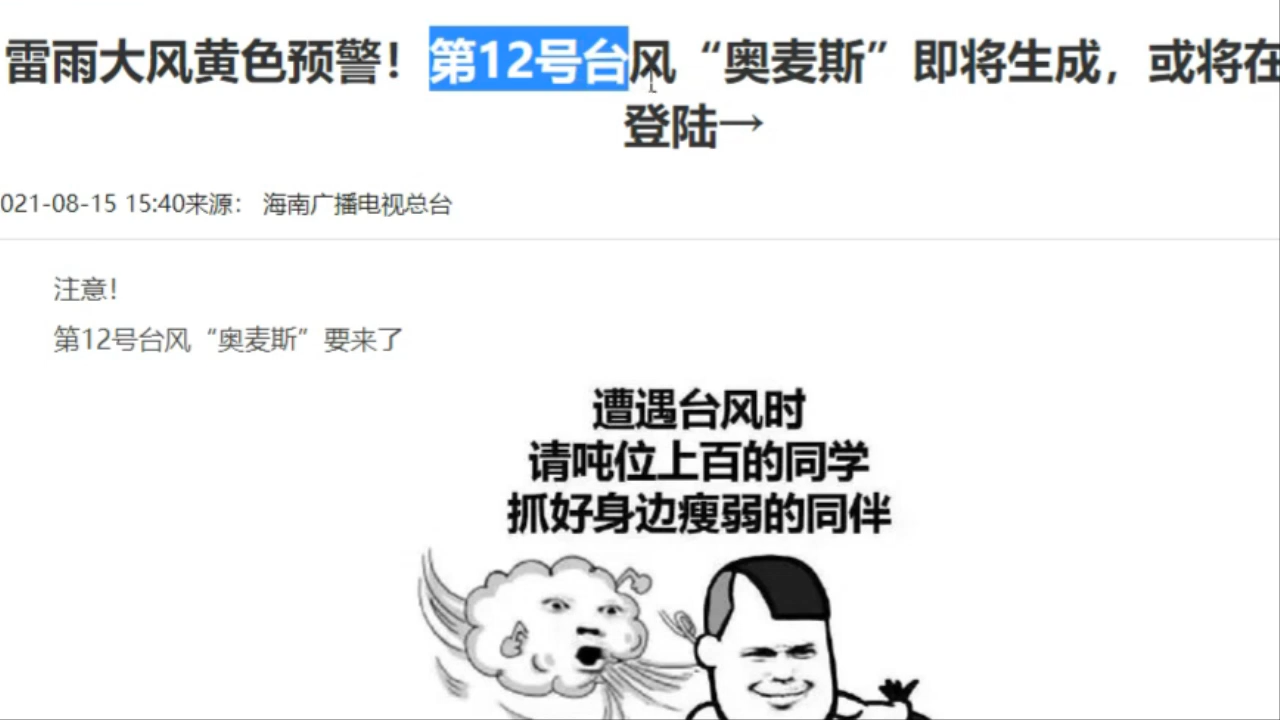 雷雨大风黄色预警！第12号台风“奥麦斯”即将生成，或将在
登陆→
021-08-15 15:40来源： 海南广播电视总台
注意！
第12号台风“奥麦斯”要来了
遭遇台风时
请吨位上百的同学
抓好身边瘦弱的同伴